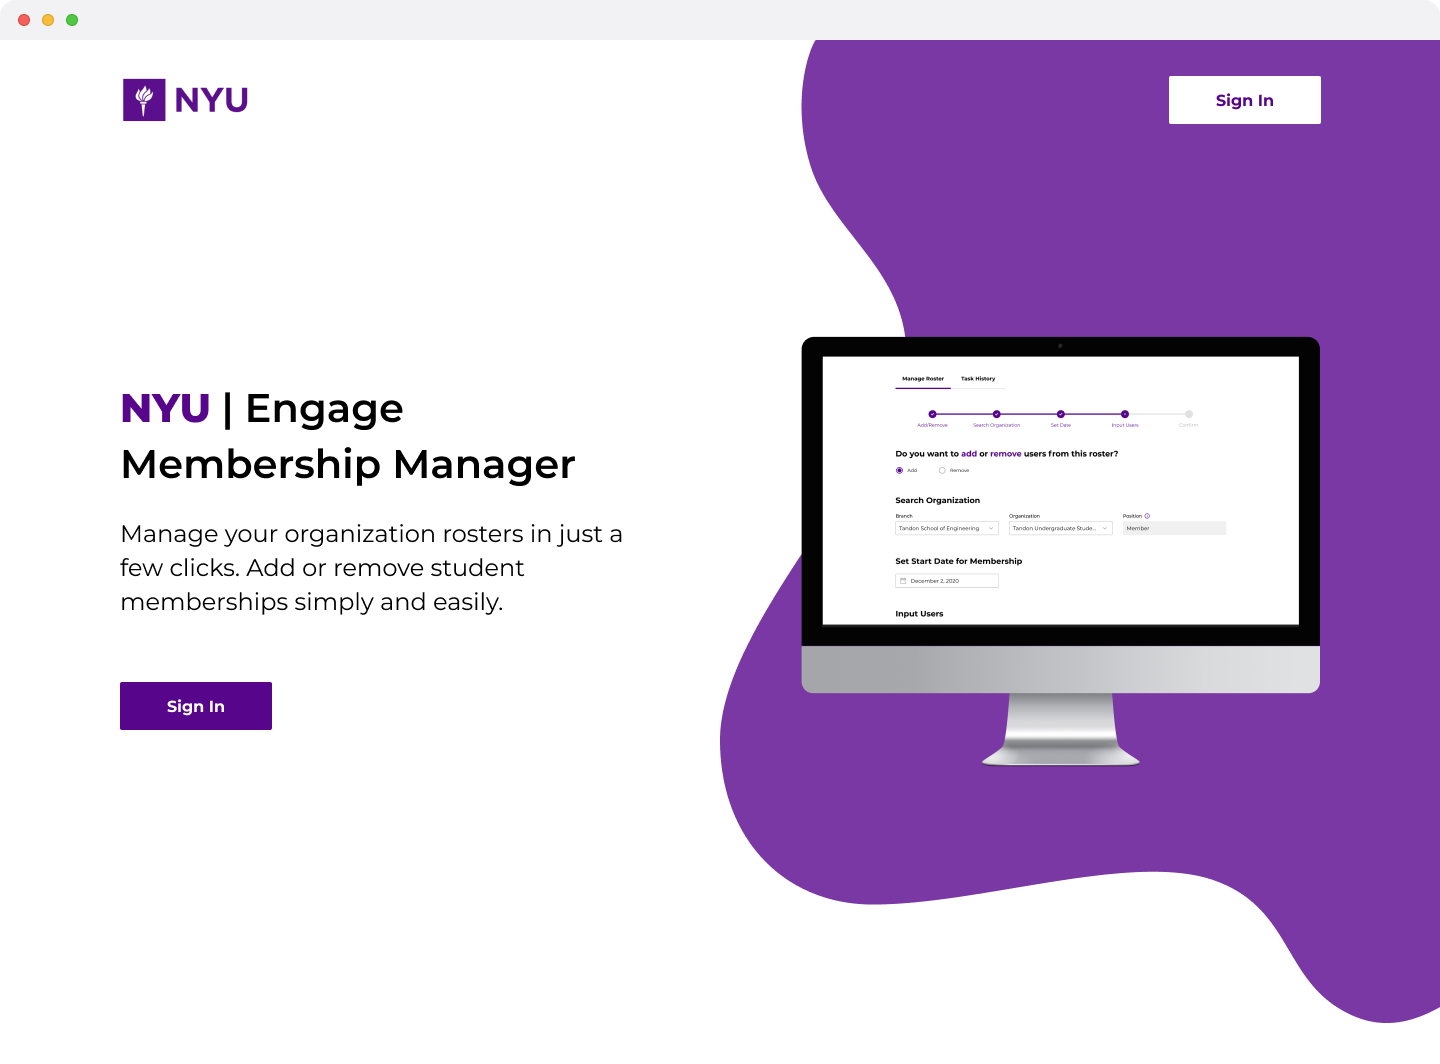 NYU
Sign In
NYU | Engage
Membership Manager
Manage your organization rosters in just a
few clicks. Add or remove student
memberships simply and easily.
Sign In
Manage Roster Task History
Add/Remove Search Organization Set Date Input Users Confirm
Do you want to add or remove users from this roster?
Add Remove
Search Organization
Branch Organization Position
Tandon School of Engineering Tandon Undergraduate Stude... Member
Set Start Date for Membership
December 2, 2020
Input Users